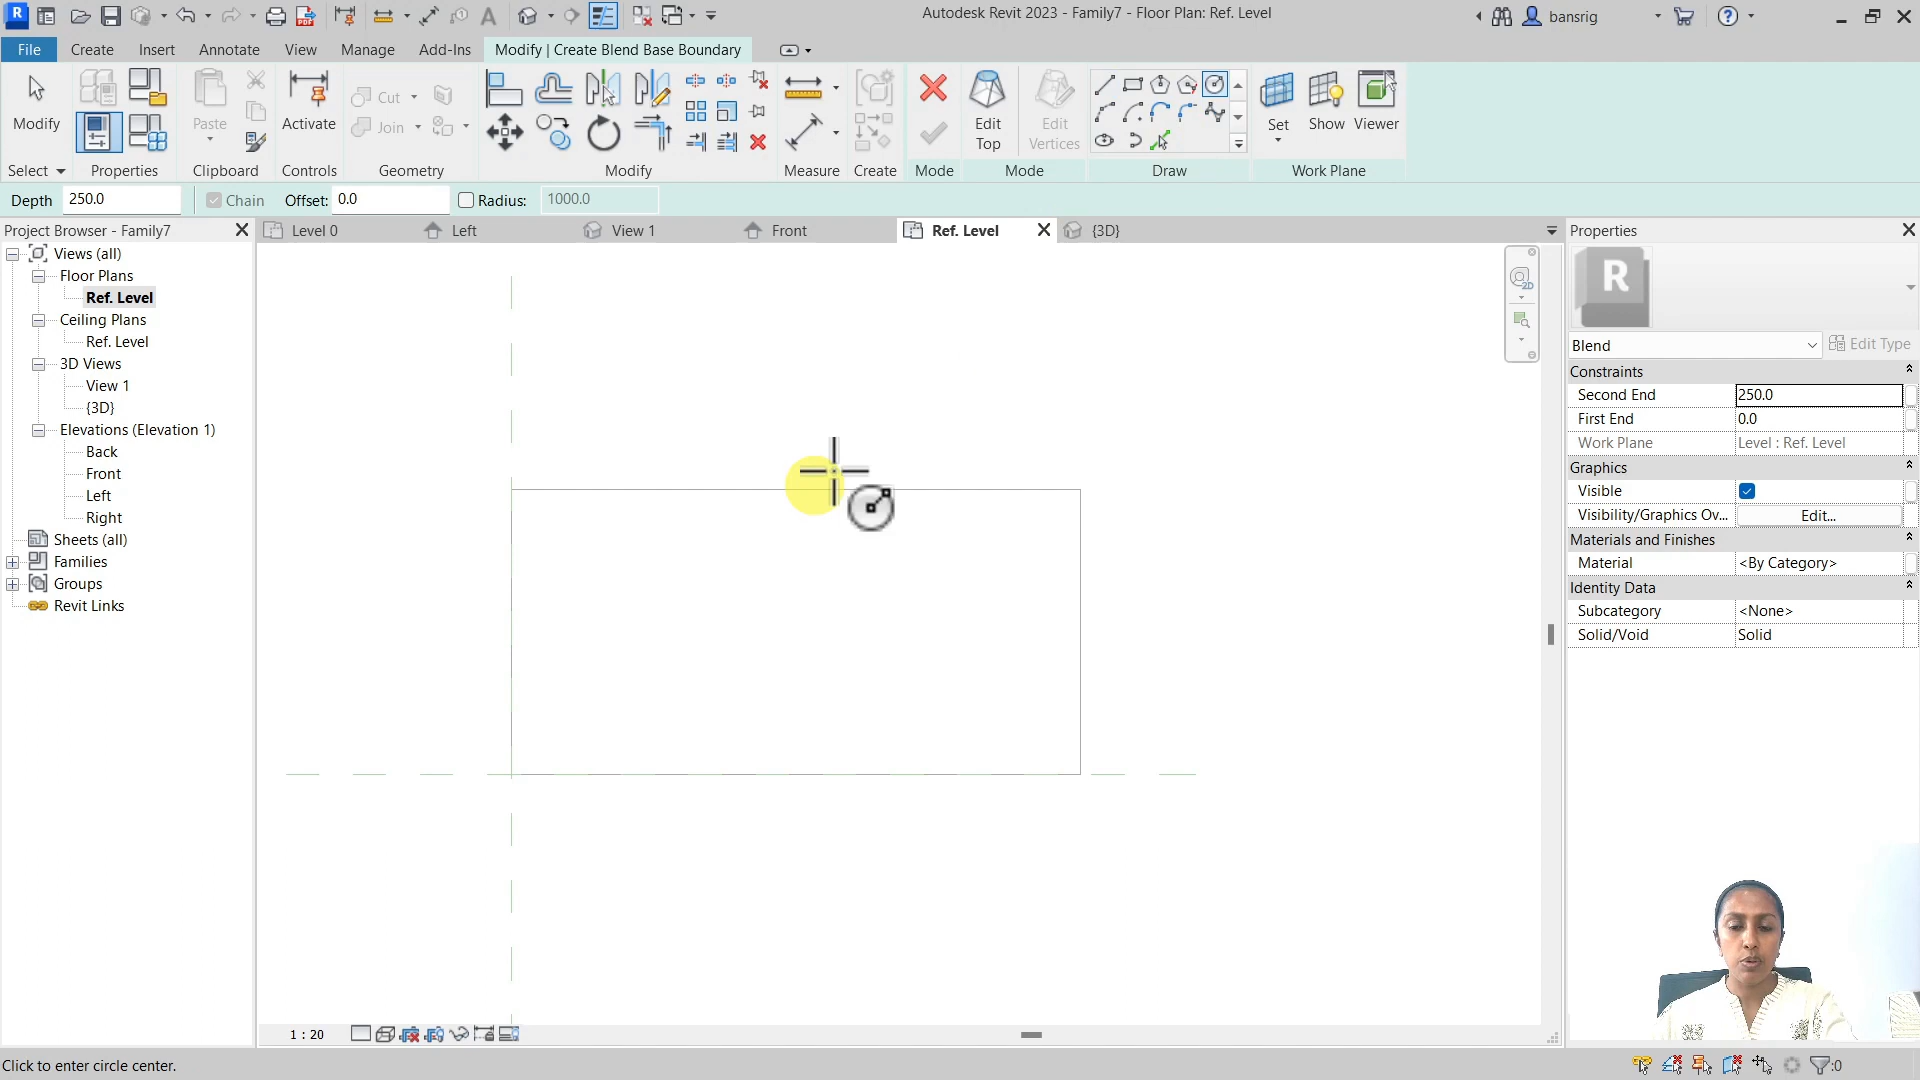 Autodesk Revit 2023 - Family7 - Floor Plan: Ref. Level
bansrig
File
Create
Insert
Annotate
View
Manage
Add-Ins
Modify | Create Blend Base Boundary
Modify
Paste
Cut
Join
Activate
Edit
Top
Edit
Vertices
Set
Show
Viewer
Select
Properties
Clipboard
Controls
Geometry
Modify
Measure
Create
Mode
Mode
Draw
Work Plane
Depth
250.0
Chain
Offset:
0.0
Radius:
1000.0
Project Browser - Family7
Views (all)
Floor Plans
Ref. Level
Ceiling Plans
Ref. Level
3D Views
View 1
{3D}
Elevations (Elevation 1)
Back
Front
Left
Right
Sheets (all)
Families
Groups
Revit Links
Level 0
Left
View 1
Front
Ref. Level
{3D}
2D
1 : 20
Properties
R
Blend
Edit Type
Constraints
Second End
250.0
First End
0.0
Work Plane
Level : Ref. Level
Graphics
Visible
Visibility/Graphics Ov...
Edit...
Materials and Finishes
Material
<By Category>
Identity Data
Subcategory
<None>
Solid/Void
Solid
Click to enter circle center.
:0